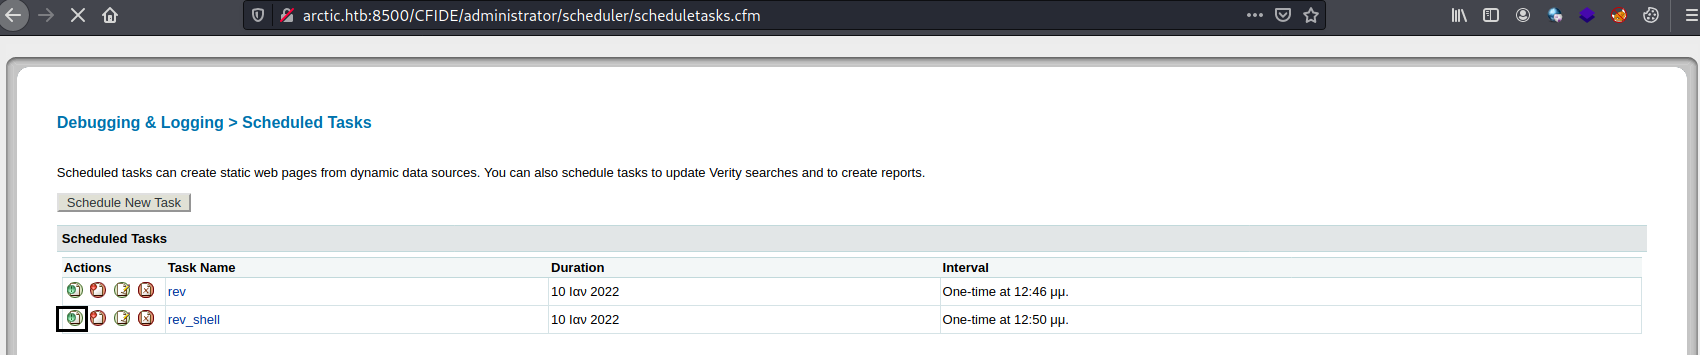 arctic.htb:8500/CFIDE/administrator/scheduler/scheduletasks.cfm
Debugging & Logging > Scheduled Tasks
Scheduled tasks can create static web pages from dynamic data sources. You can also schedule tasks to update Verity searches and to create reports.
Schedule New Task
Scheduled Tasks
Actions Task Name Duration Interval
rev 10 Ιαν 2022 One-time at 12:46 μμ.
rev_shell 10 Ιαν 2022 One-time at 12:50 μμ.